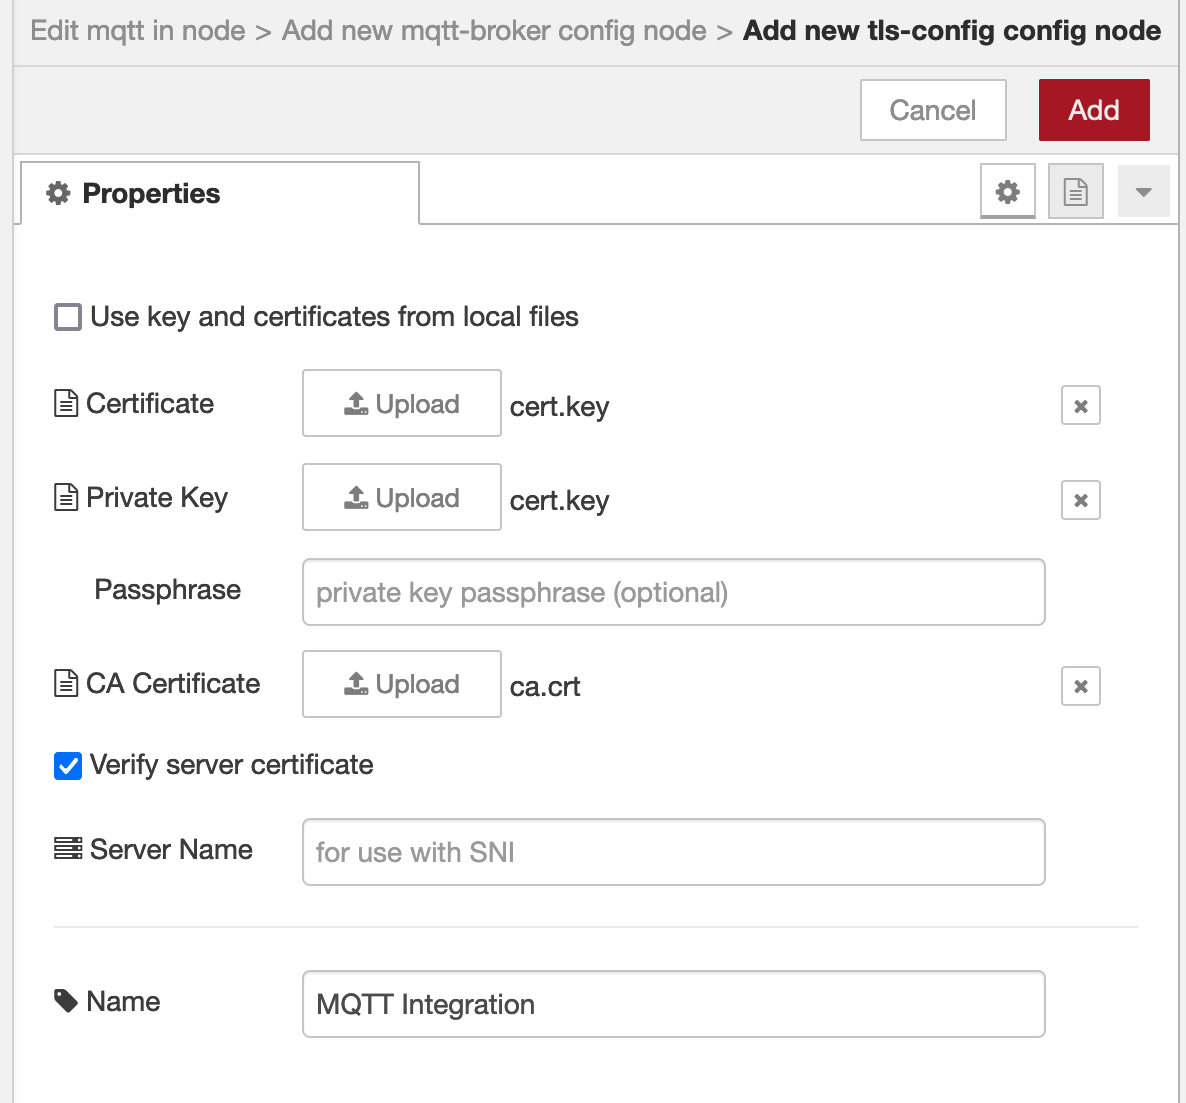 Edit mqtt in node > Add new mqtt-broker config node > Add new tls-config config node
Cancel
Add
Properties
Use key and certificates from local files
Certificate
Upload
cert.key
Private Key
Upload
cert.key
Passphrase
private key passphrase (optional)
CA Certificate
Upload
ca.crt
Verify server certificate
Server Name
for use with SNI
Name
MQTT Integration